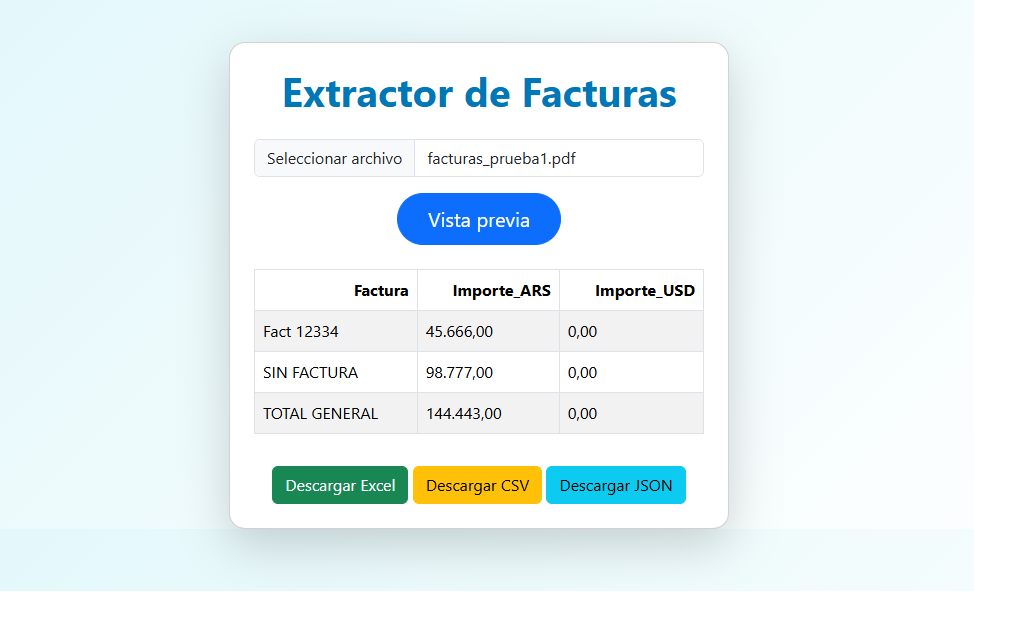 Extractor de Facturas
Seleccionar archivo facturas_prueba1.pdf
Vista previa
Factura Importe_ARS Importe_USD
Fact 12334 45.666,00 0,00
SIN FACTURA 98.777,00 0,00
TOTAL GENERAL 144.443,00 0,00
Descargar Excel Descargar CSV Descargar JSON